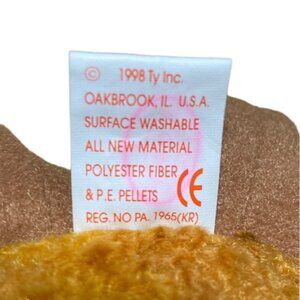 © 1998 Ty Inc.
OAKBROOK, IL. U.S.A.
SURFACE WASHABLE
ALL NEW MATERIAL
POLYESTER FIBER
& P.E. PELLETS CE
REG. NO PA. 1965(KR)